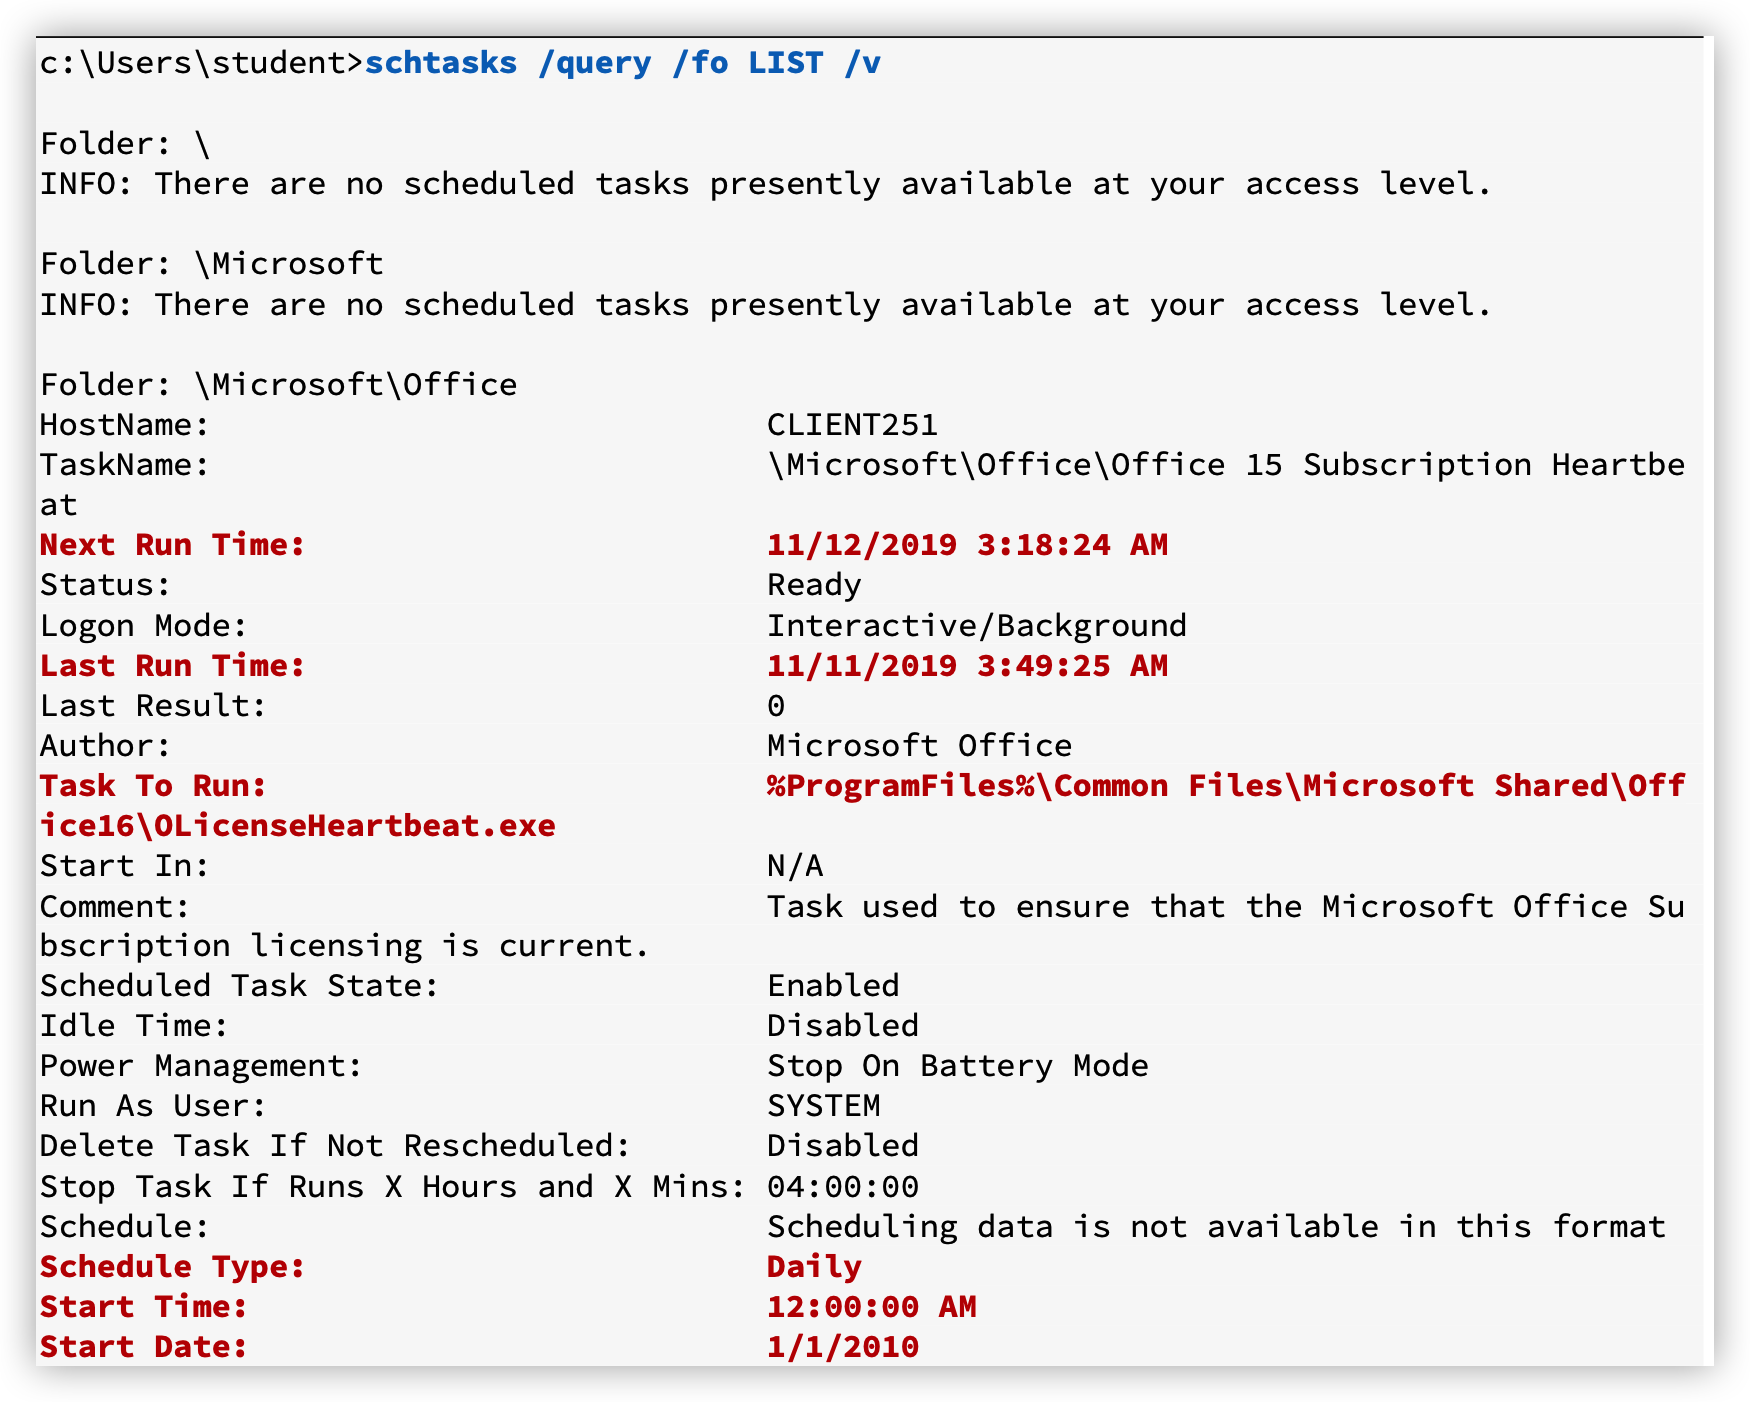 c:\Users\student>schtasks /query /fo LIST /v
Folder: \
INFO: There are no scheduled tasks presently available at your access level.
Folder: \Microsoft
INFO: There are no scheduled tasks presently available at your access level.
Folder: \Microsoft\Office
HostName: CLIENT251
TaskName: \Microsoft\Office\Office 15 Subscription Heartbe
at
Next Run Time: 11/12/2019 3:18:24 AM
Status: Ready
Logon Mode: Interactive/Background
Last Run Time: 11/11/2019 3:49:25 AM
Last Result: 0
Author: Microsoft Office
Task To Run: %ProgramFiles%\Common Files\Microsoft Shared\Off
ice16\OLicenseHeartbeat.exe
Start In: N/A
Comment: Task used to ensure that the Microsoft Office Su
bscription licensing is current.
Scheduled Task State: Enabled
Idle Time: Disabled
Power Management: Stop On Battery Mode
Run As User: SYSTEM
Delete Task If Not Rescheduled: Disabled
Stop Task If Runs X Hours and X Mins: 04:00:00
Schedule: Scheduling data is not available in this format
Schedule Type: Daily
Start Time: 12:00:00 AM
Start Date: 1/1/2010